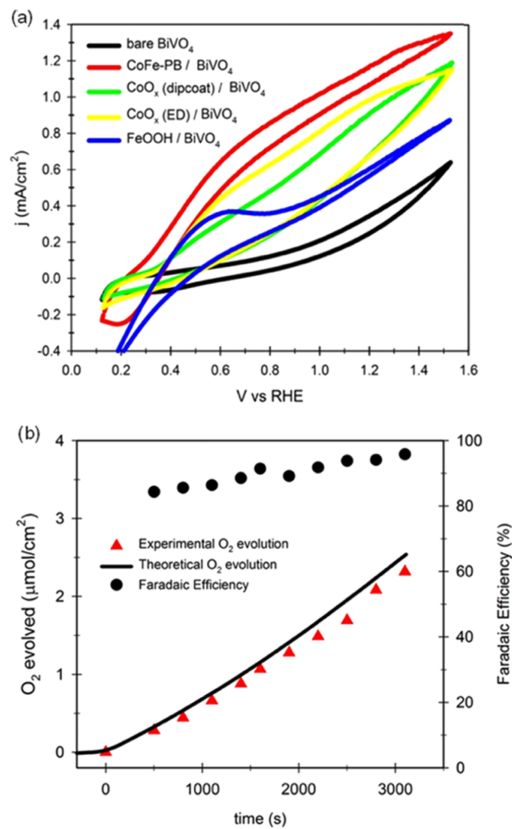 (a)
1.4
1.2
1.0
0.8
0.6
0.4
0.2
0.0
-0.2
-0.4
j (mA/cm²)
bare BiVO₄
CoFe-PB / BiVO₄
CoOₓ (dipcoat) / BiVO₄
CoOₓ (ED) / BiVO₄
FeOOH / BiVO₄
0.0 0.2 0.4 0.6 0.8 1.0 1.2 1.4 1.6
V vs RHE
(b)
4
3
2
1
0
O₂ evolved (μmol/cm²)
Experimental O₂ evolution
Theoretical O₂ evolution
Faradaic Efficiency
100
80
60
40
20
0
Faradaic Efficiency (%)
0 1000 2000 3000
time (s)